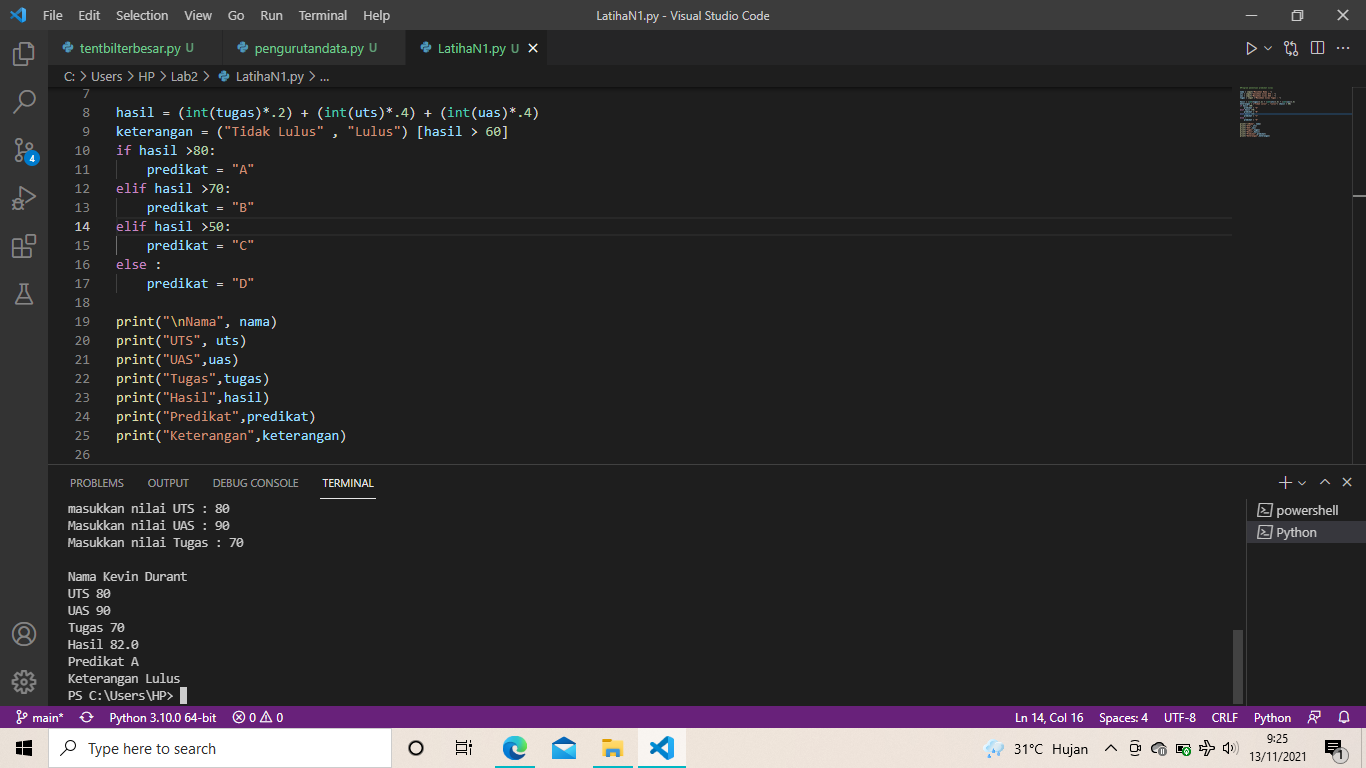 File Edit Selection View Go Run Terminal Help LatihaN1.py - Visual Studio Code
tentbilterbesar.py U pengurutandata.py U LatihaN1.py U
C: > Users > HP > Lab2 > LatihaN1.py > ...
7
8 hasil = (int(tugas)*.2) + (int(uts)*.4) + (int(uas)*.4)
9 keterangan = ("Tidak Lulus" , "Lulus") [hasil > 60]
10 if hasil >80:
11     predikat = "A"
12 elif hasil >70:
13     predikat = "B"
14 elif hasil >50:
15     predikat = "C"
16 else :
17     predikat = "D"
18
19 print("\nNama", nama)
20 print("UTS", uts)
21 print("UAS",uas)
22 print("Tugas",tugas)
23 print("Hasil",hasil)
24 print("Predikat",predikat)
25 print("Keterangan",keterangan)
26
4
PROBLEMS OUTPUT DEBUG CONSOLE TERMINAL
masukkan nilai UTS : 80
Masukkan nilai UAS : 90
Masukkan nilai Tugas : 70
Nama Kevin Durant
UTS 80
UAS 90
Tugas 70
Hasil 82.0
Predikat A
Keterangan Lulus
PS C:\Users\HP>
powershell
Python
main* Python 3.10.0 64-bit 0 0 Ln 14, Col 16 Spaces: 4 UTF-8 CRLF Python
Type here to search
31°C Hujan
9:25
13/11/2021
1